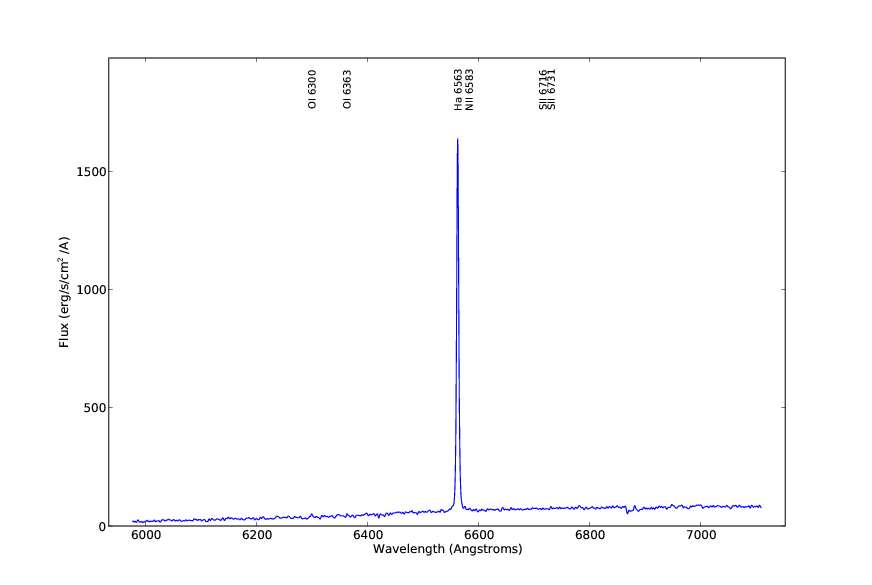 OI 6300
OI 6363
Ha 6563
NII 6583
SII 6716
SII 6731
1500
1000
500
0
Flux (erg/s/cm² /A)
6000 6200 6400 6600 6800 7000
Wavelength (Angstroms)